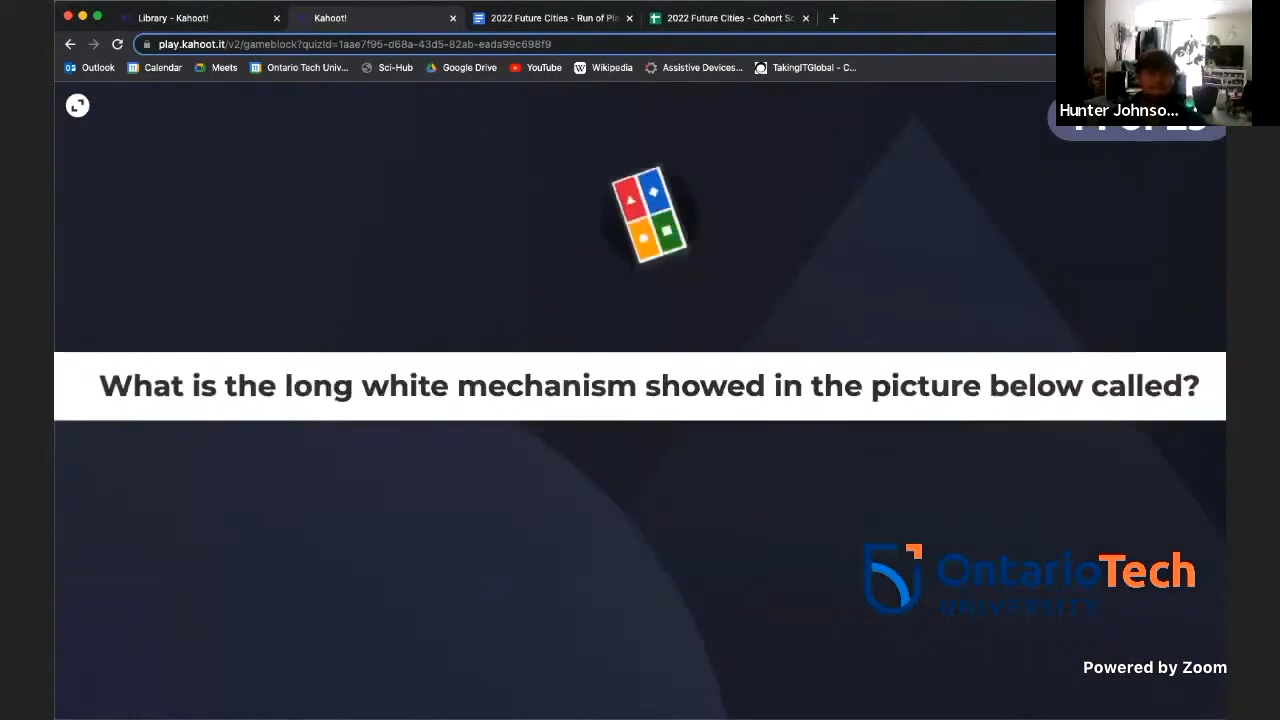 Library - Kahoot!
Kahoot!
2022 Future Cities - Run of Pl
2022 Future Cities - Cohort Sc
play.kahoot.it/v2/gameblock?quizId=1aae7f95-d68a-43d5-82ab-eada99c698f9
Outlook
Calendar
Meets
Ontario Tech Univ...
Sci-Hub
Google Drive
YouTube
Wikipedia
Assistive Devices...
TakingITGlobal - C...
Hunter Johnso...
What is the long white mechanism showed in the picture below called?
OntarioTech
UNIVERSITY
Powered by Zoom